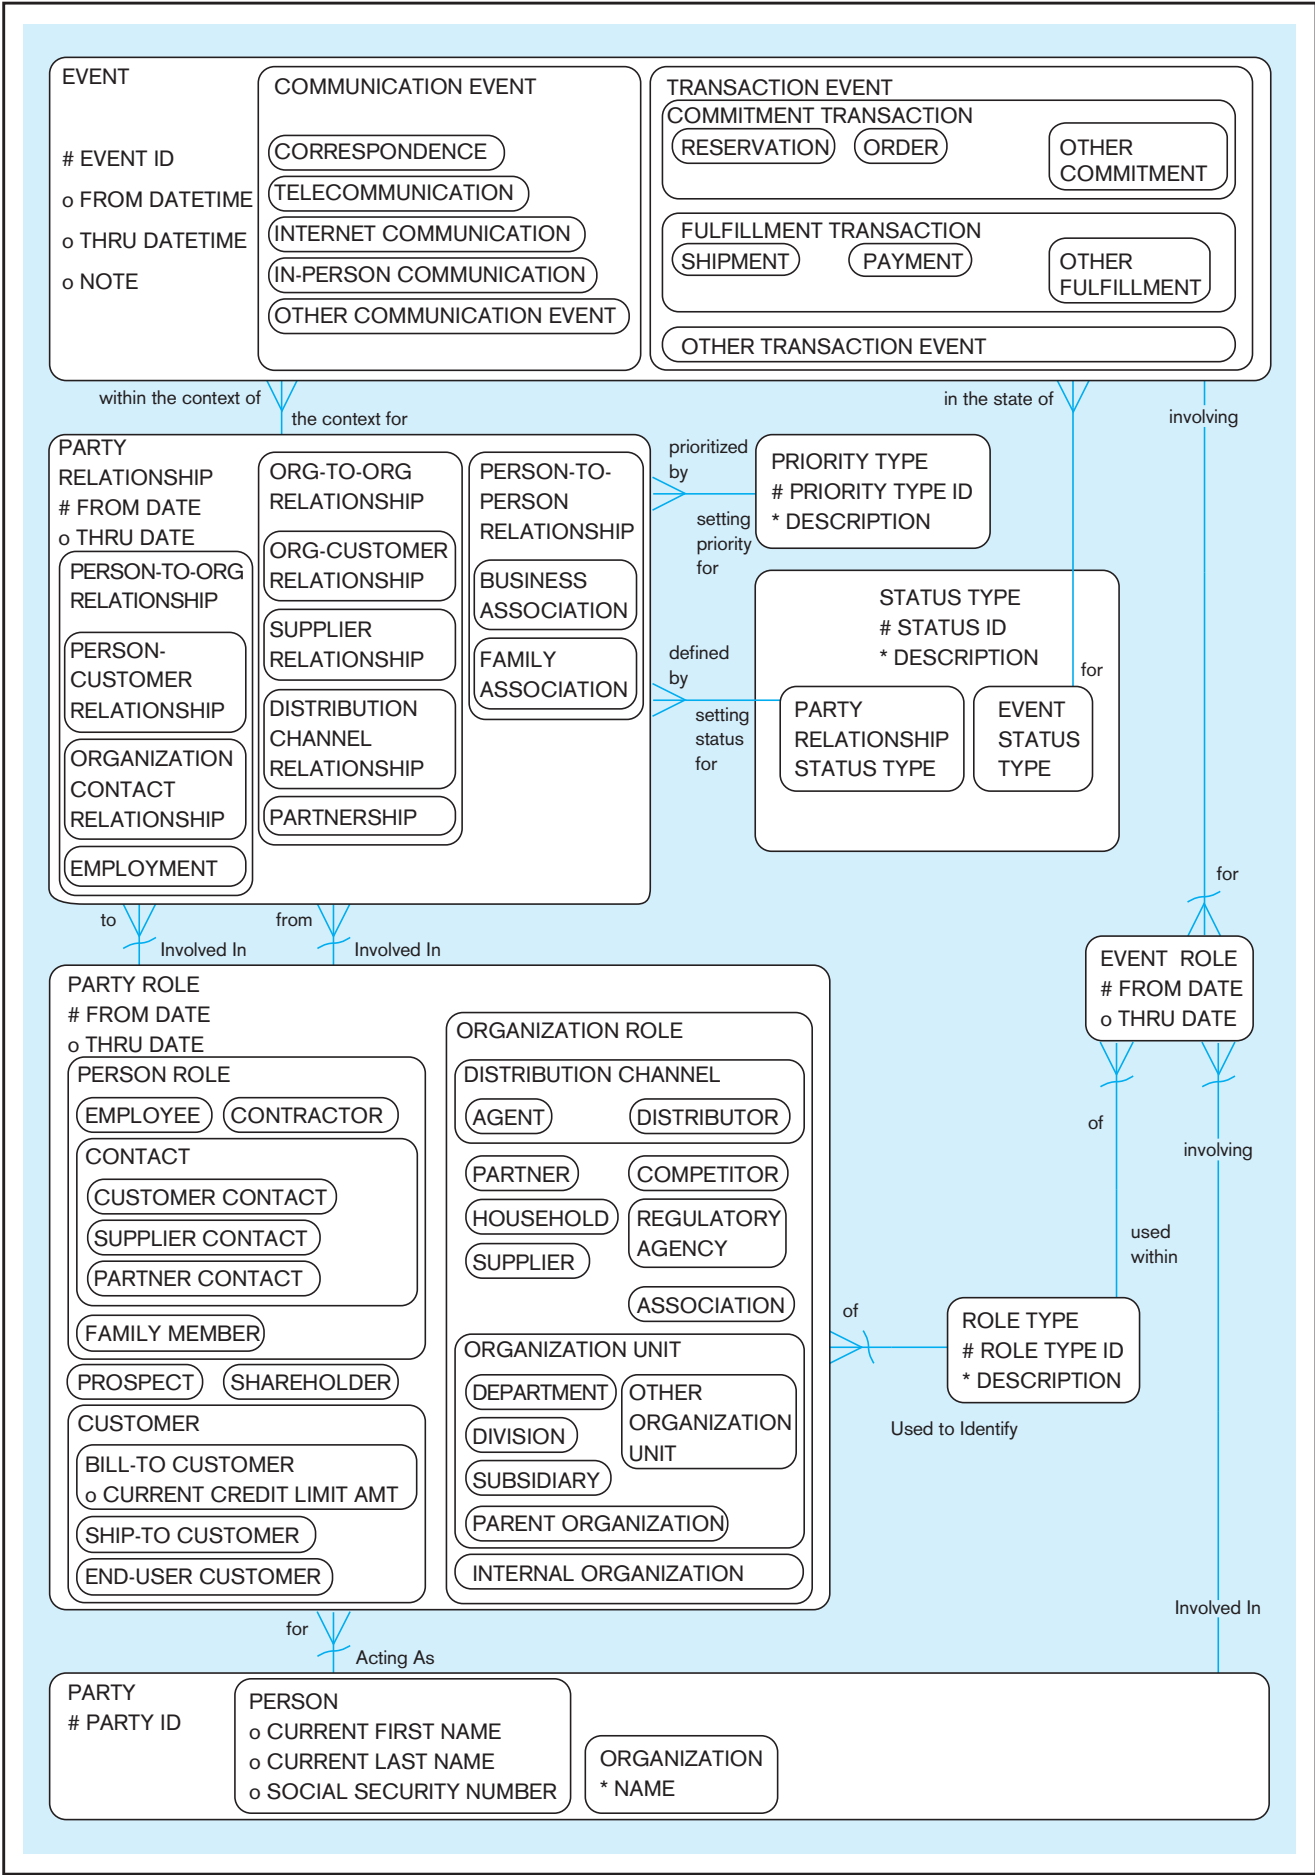 EVENT
# EVENT ID
o FROM DATETIME
o THRU DATETIME
o NOTE
COMMUNICATION EVENT
CORRESPONDENCE
TELECOMMUNICATION
INTERNET COMMUNICATION
IN-PERSON COMMUNICATION
OTHER COMMUNICATION EVENT
TRANSACTION EVENT
COMMITMENT TRANSACTION
RESERVATION
ORDER
OTHER
COMMITMENT
FULFILLMENT TRANSACTION
SHIPMENT
PAYMENT
OTHER
FULFILLMENT
OTHER TRANSACTION EVENT
within the context of
the context for
in the state of
involving
PARTY
RELATIONSHIP
# FROM DATE
o THRU DATE
PERSON-TO-ORG
RELATIONSHIP
PERSON-
CUSTOMER
RELATIONSHIP
ORGANIZATION
CONTACT
RELATIONSHIP
EMPLOYMENT
ORG-TO-ORG
RELATIONSHIP
ORG-CUSTOMER
RELATIONSHIP
SUPPLIER
RELATIONSHIP
DISTRIBUTION
CHANNEL
RELATIONSHIP
PARTNERSHIP
PERSON-TO-
PERSON
RELATIONSHIP
BUSINESS
ASSOCIATION
FAMILY
ASSOCIATION
prioritized
by
setting
priority
for
PRIORITY TYPE
# PRIORITY TYPE ID
* DESCRIPTION
defined
by
setting
status
for
STATUS TYPE
# STATUS ID
* DESCRIPTION
for
PARTY
RELATIONSHIP
STATUS TYPE
EVENT
STATUS
TYPE
to
Involved In
from
Involved In
for
EVENT ROLE
# FROM DATE
o THRU DATE
of
involving
used
within
PARTY ROLE
# FROM DATE
o THRU DATE
PERSON ROLE
EMPLOYEE
CONTRACTOR
CONTACT
CUSTOMER CONTACT
SUPPLIER CONTACT
PARTNER CONTACT
FAMILY MEMBER
PROSPECT
SHAREHOLDER
CUSTOMER
BILL-TO CUSTOMER
o CURRENT CREDIT LIMIT AMT
SHIP-TO CUSTOMER
END-USER CUSTOMER
ORGANIZATION ROLE
DISTRIBUTION CHANNEL
AGENT
DISTRIBUTOR
PARTNER
COMPETITOR
HOUSEHOLD
REGULATORY
AGENCY
SUPPLIER
ASSOCIATION
ORGANIZATION UNIT
DEPARTMENT
OTHER
ORGANIZATION
UNIT
DIVISION
SUBSIDIARY
PARENT ORGANIZATION
INTERNAL ORGANIZATION
of
ROLE TYPE
# ROLE TYPE ID
* DESCRIPTION
Used to Identify
Involved In
for
Acting As
PARTY
# PARTY ID
PERSON
o CURRENT FIRST NAME
o CURRENT LAST NAME
o SOCIAL SECURITY NUMBER
ORGANIZATION
* NAME